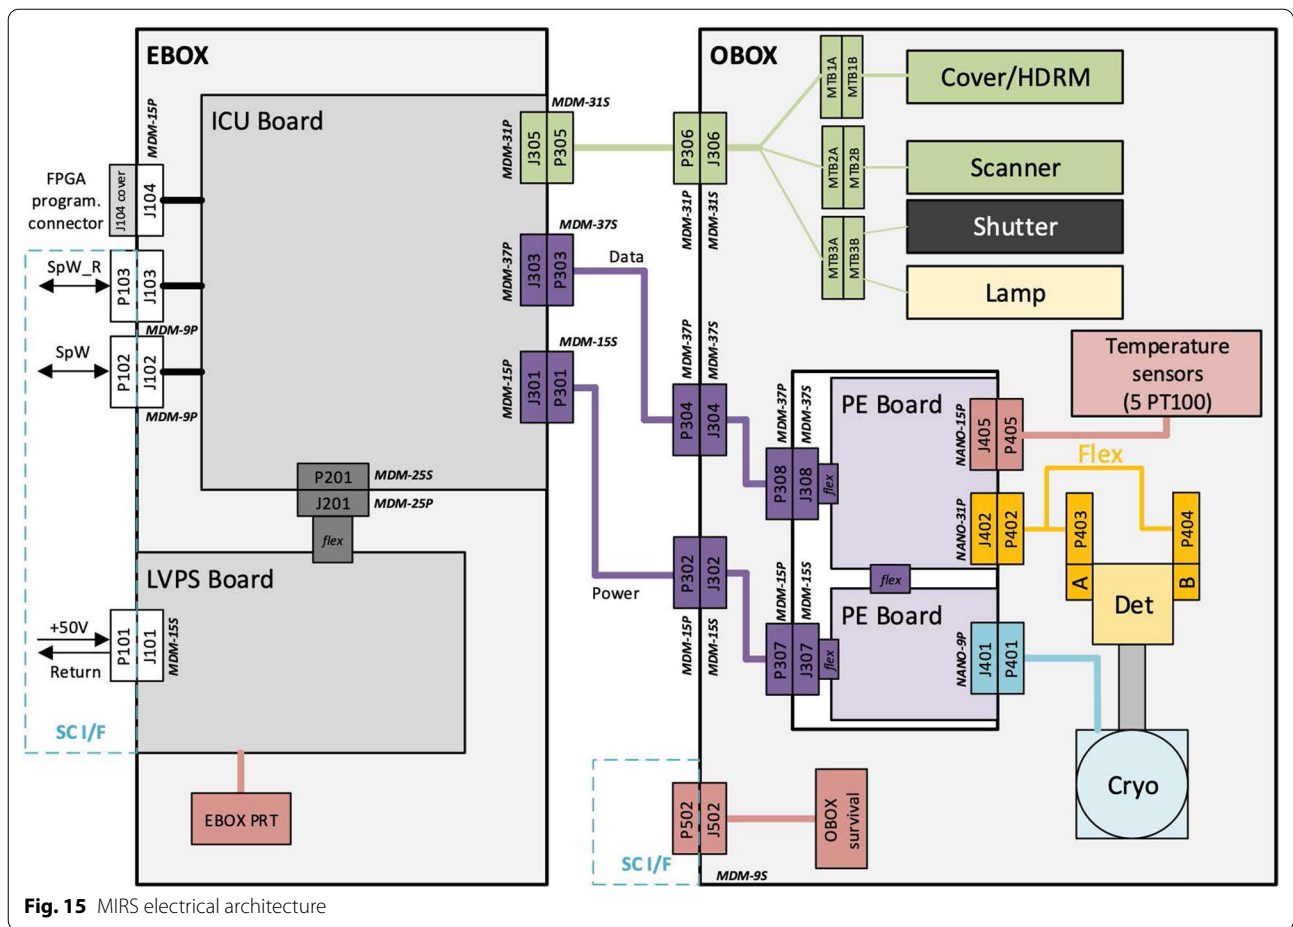 EBOX
ICU Board
MDM-15P
FPGA
program.
connector
J104 cover
J104
SpW_R
P103
J103
MDM-9P
SpW
P102
J102
MDM-9P
MDM-31S
MDM-31P
J305
P305
MDM-37S
MDM-37P
J303
P303
Data
MDM-15S
MDM-15P
J301
P301
Power
P201
MDM-25S
J201
MDM-25P
flex
LVPS Board
+50V
Return
P101
J101
MDM-15S
SC I/F
EBOX PRT
OBOX
P306
J306
MDM-31P
MDM-31S
MTB1A
MTB1B
Cover/HDRM
MTB2A
MTB2B
Scanner
MTB3A
MTB3B
Shutter
Lamp
MDM-37P
MDM-37S
P304
J304
P302
J302
MDM-15P
MDM-15S
MDM-37P
MDM-37S
P308
J308
flex
PE Board
NANO-15P
J405
P405
Temperature
sensors
(5 PT100)
Flex
NANO-31P
J402
P402
P403
P404
A
B
Det
flex
MDM-15P
MDM-15S
P307
J307
flex
PE Board
NANO-9P
J401
P401
Cryo
P502
J502
OBOX
survival
SC I/F
MDM-9S
Fig. 15 MIRS electrical architecture